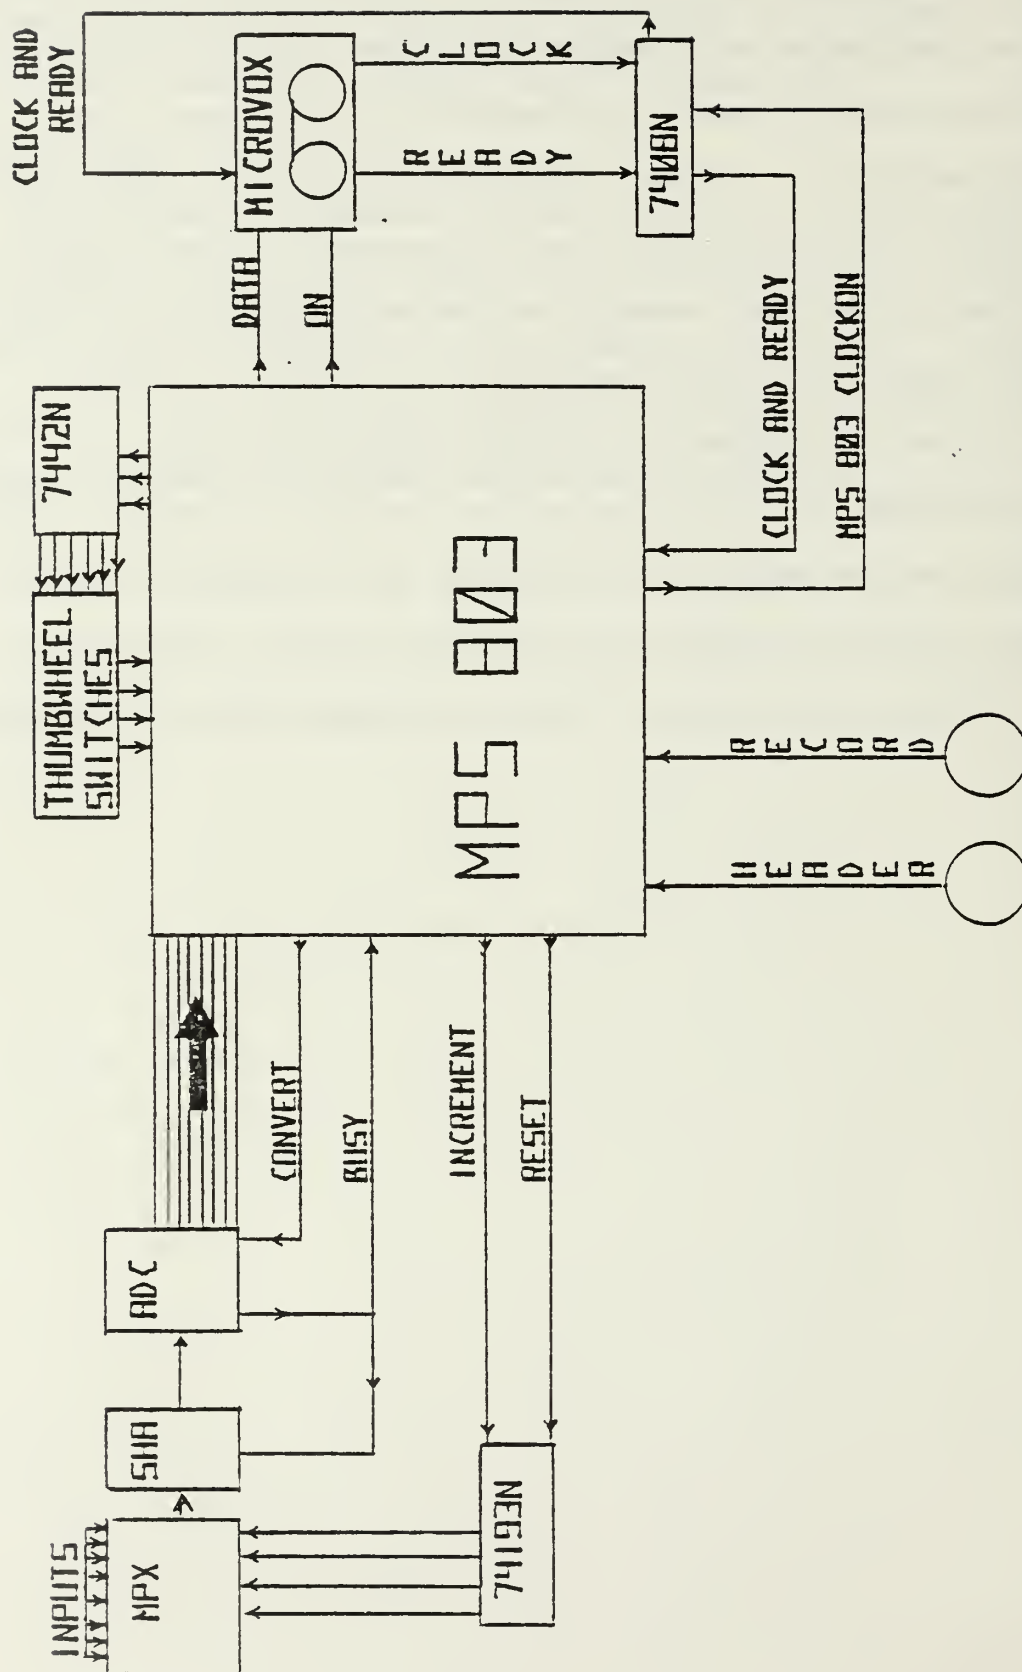 CLOCK AND
READY
MICROVOX
CLOCK
READY
7408N
DATA
ON
CLOCK AND READY
MPS 803 CLOCKON
7442N
THUMBWHEEL
SWITCHES
MPS 803
RECORD
HEADER
CONVERT
BUSY
INCREMENT
RESET
ADC
SHA
MPX
INPUTS
74193N